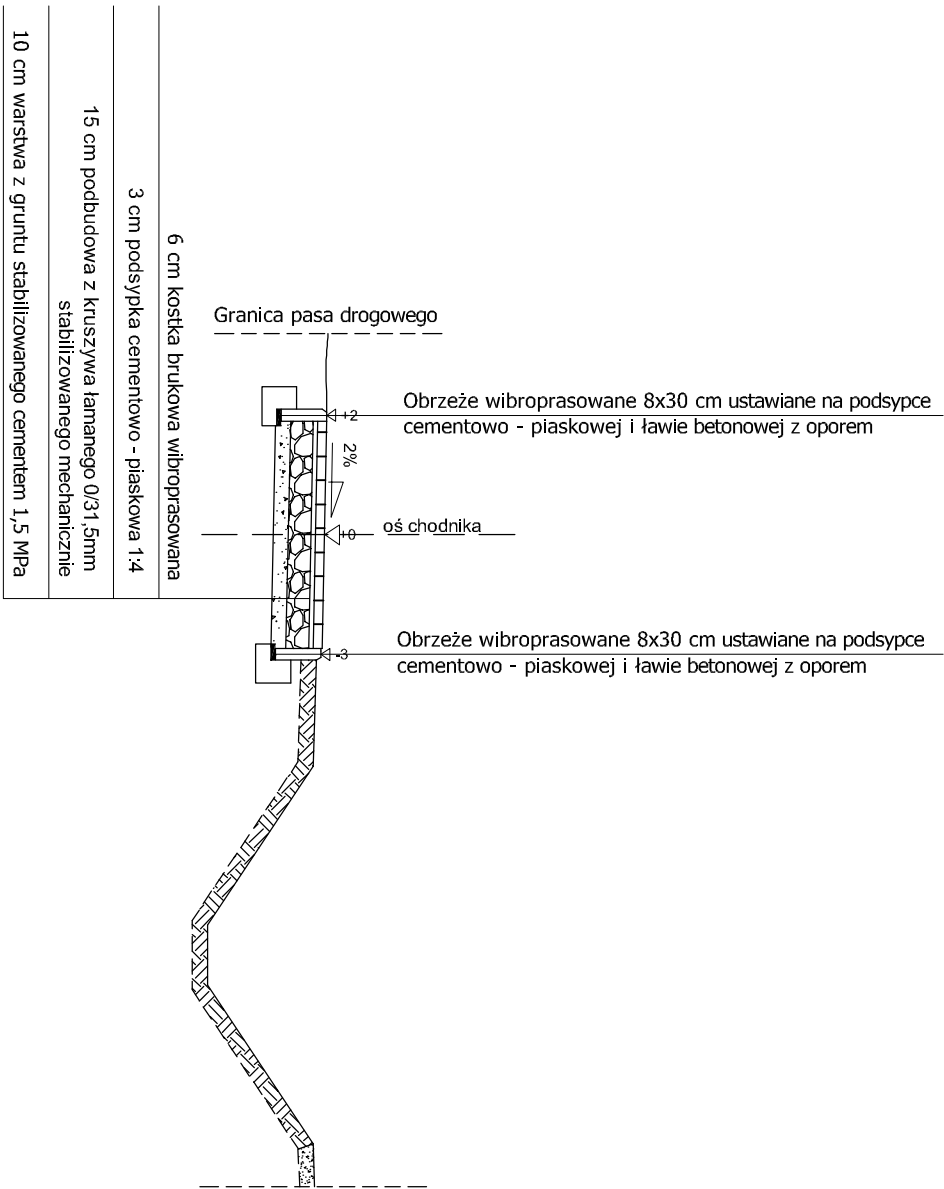 6 cm kostka brukowa wibroprasowana
3 cm podsypka cementowo - piaskowa 1:4
15 cm podbudowa z kruszywa łamanego 0/31,5mm
stabilizowanego mechanicznie
10 cm warstwa z gruntu stabilizowanego cementem 1,5 MPa
Granica pasa drogowego
+2
Obrzeże wibroprasowane 8x30 cm ustawiane na podsypce
cementowo - piaskowej i ławie betonowej z oporem
2%
+0
oś chodnika
-3
Obrzeże wibroprasowane 8x30 cm ustawiane na podsypce
cementowo - piaskowej i ławie betonowej z oporem